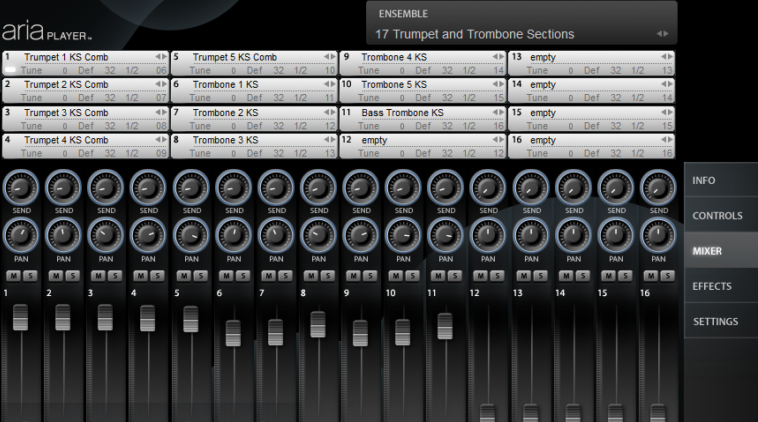 aria PLAYER™
ENSEMBLE
17 Trumpet and Trombone Sections
1 Trumpet 1 KS Comb
Tune 0 Def 32 1/2 06
5 Trumpet 5 KS Comb
Tune 0 Def 32 1/2 10
9 Trombone 4 KS
Tune 0 Def 32 1/2 14
13 empty
Tune 0 Def 32 1/2 13
2 Trumpet 2 KS Comb
Tune 0 Def 32 1/2 07
6 Trombone 1 KS
Tune 0 Def 32 1/2 11
10 Trombone 5 KS
Tune 0 Def 32 1/2 15
14 empty
Tune 0 Def 32 1/2 14
3 Trumpet 3 KS Comb
Tune 0 Def 32 1/2 08
7 Trombone 2 KS
Tune 0 Def 32 1/2 12
11 Bass Trombone KS
Tune 0 Def 32 1/2 16
15 empty
Tune 0 Def 32 1/2 15
4 Trumpet 4 KS Comb
Tune 0 Def 32 1/2 09
8 Trombone 3 KS
Tune 0 Def 32 1/2 13
12 empty
Tune 0 Def 32 1/2 12
16 empty
Tune 0 Def 32 1/2 16
SEND SEND SEND SEND SEND SEND SEND SEND SEND SEND SEND SEND SEND SEND SEND SEND
PAN PAN PAN PAN PAN PAN PAN PAN PAN PAN PAN PAN PAN PAN PAN PAN
M S M S M S M S M S M S M S M S M S M S M S M S M S M S M S M S
1 2 3 4 5 6 7 8 9 10 11 12 13 14 15 16
INFO
CONTROLS
MIXER
EFFECTS
SETTINGS